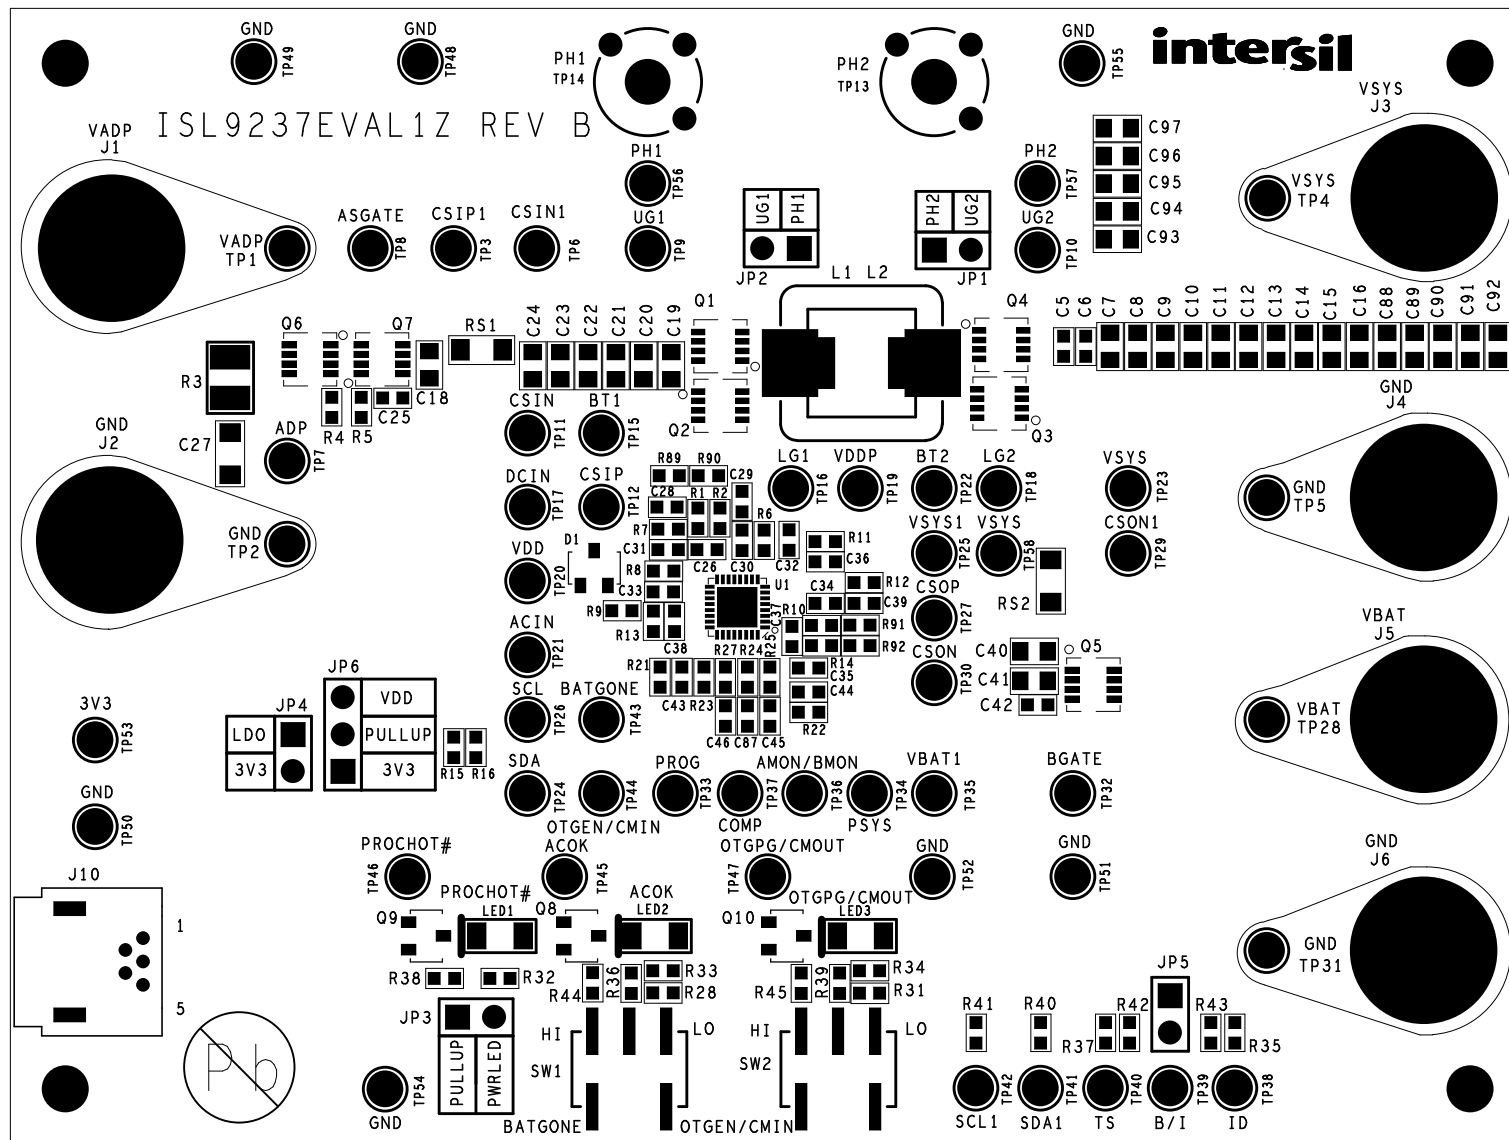 GND
TP49
GND
TP48
PH1
TP14
PH2
TP13
GND
TP55
intersil
ISL9237EVAL1Z REV B
VADP
J1
VADP
TP1
ASGATE
TP8
CSIP1
TP3
CSIN1
TP6
PH1
TP56
UG1
TP9
UG1
PH1
JP2
PH2
UG2
JP1
PH2
TP57
UG2
TP10
C97
C96
C95
C94
C93
VSYS
J3
VSYS
TP4
L1 L2
Q6
Q7
RS1
C24
C23
C22
C21
C20
C19
Q1
Q4
C5
C6
C7
C8
C9
C10
C11
C12
C13
C14
C15
C16
C88
C89
C90
C91
C92
R3
R4
R5
C25
C18
Q2
Q3
C27
GND
J2
ADP
TP7
GND
TP2
CSIN
TP11
BT1
TP15
DCIN
TP17
CSIP
TP12
R89
R90
C29
C28
R1
R2
R6
R7
C31
C26
C30
C32
R11
C36
LG1
TP16
VDDP
TP19
BT2
TP22
LG2
TP18
VSYS
TP23
GND
J4
GND
TP5
VDD
TP20
D1
R8
C33
R9
R13
C38
U1
C37
R10
C34
R12
C39
R91
R92
VSYS1
TP25
VSYS
TP58
CSON1
TP29
RS2
CSOP
TP27
CSON
TP30
ACIN
TP21
R21
R27
R24
R25
R14
C35
C44
R22
C43
R23
C46
C87
C45
C40
C41
C42
Q5
VBAT
J5
VBAT
TP28
3V3
TP53
JP4
LDO
3V3
JP6
VDD
PULLUP
3V3
R15
R16
SCL
TP26
BATGONE
TP43
SDA
TP24
TP44
OTGEN/CMIN
PROG
TP33
TP37
COMP
AMON/BMON
TP36
TP34
PSYS
VBAT1
TP35
BGATE
TP32
GND
TP50
PROCHOT#
TP46
ACOK
TP45
OTGPG/CMOUT
TP47
GND
TP52
GND
TP51
GND
J6
GND
TP31
J10
1
5
Q9
PROCHOT#
LED1
Q8
ACOK
LED2
Q10
OTGPG/CMOUT
LED3
R38
R32
R44
R36
R33
R28
R45
R39
R34
R31
JP3
PULLUP
PWRLED
HI
LO
SW1
BATGONE
HI
LO
SW2
OTGEN/CMIN
Pb
TP54
GND
R41
R40
R37
R42
JP5
R43
R35
TP42
SCL1
TP41
SDA1
TP40
TS
TP39
B/I
TP38
ID